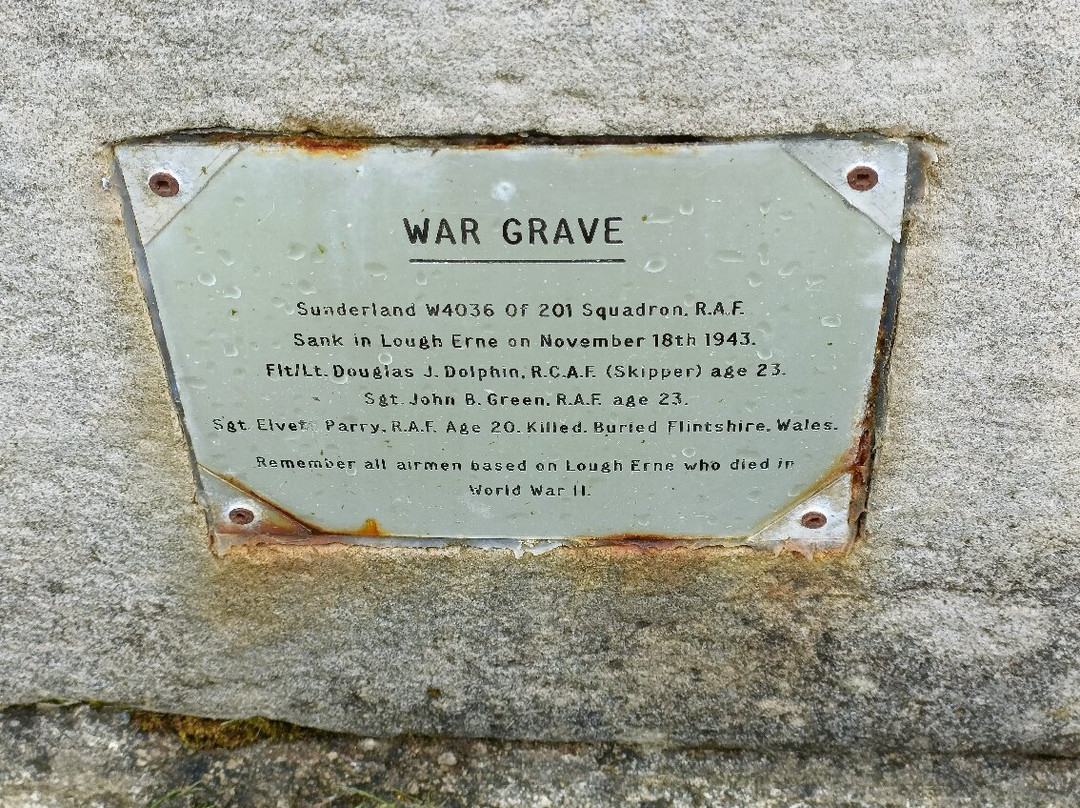 WAR GRAVE
Sunderland W4036 Of 201 Squadron. R.A.F.
Sank in Lough Erne on November 18th 1943.
Flt/Lt. Douglas J. Dolphin, R.C.A.F. (Skipper) age 23.
Sgt. John B. Green, R.A.F. age 23.
Sgt. Parry, R.A.F. Age 20. Killed. Buried Flintshire. Wales.
Remember all airmen based on Lough Erne who died in
World War II.